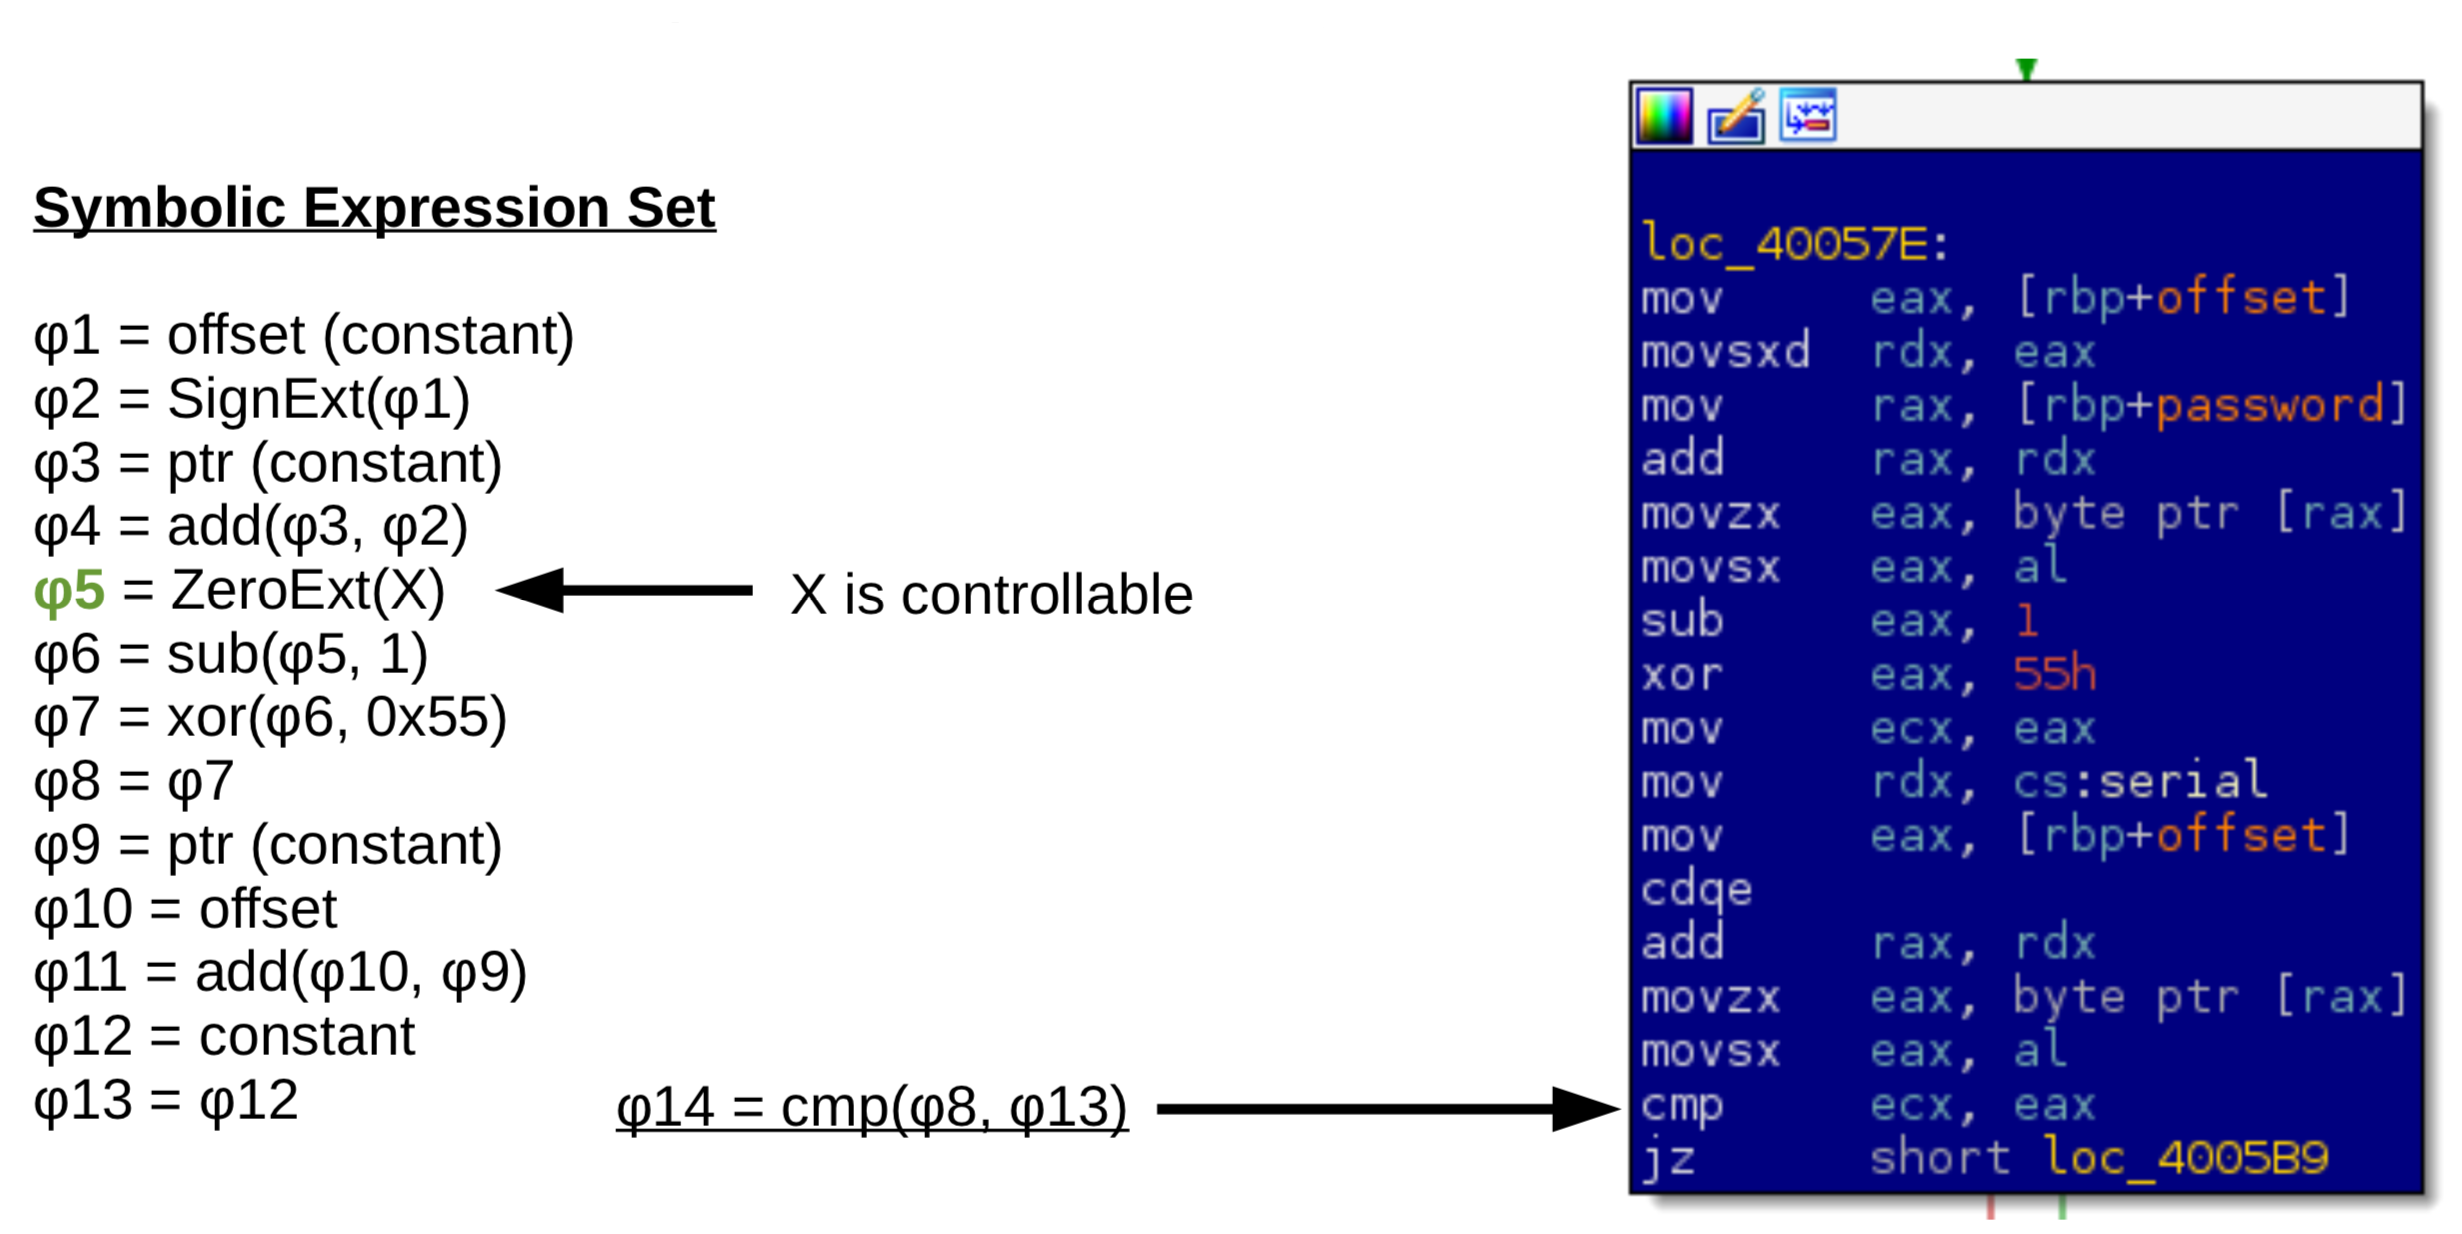 Symbolic Expression Set
φ1 = offset (constant)
φ2 = SignExt(φ1)
φ3 = ptr (constant)
φ4 = add(φ3, φ2)
φ5 = ZeroExt(X)
X is controllable
φ6 = sub(φ5, 1)
φ7 = xor(φ6, 0x55)
φ8 = φ7
φ9 = ptr (constant)
φ10 = offset
φ11 = add(φ10, φ9)
φ12 = constant
φ13 = φ12
φ14 = cmp(φ8, φ13)
loc_40057E:
mov eax, [rbp+offset]
movsxd rdx, eax
mov rax, [rbp+password]
add rax, rdx
movzx eax, byte ptr [rax]
movsx eax, al
sub eax, 1
xor eax, 55h
mov ecx, eax
mov rdx, cs:serial
mov eax, [rbp+offset]
cdqe
add rax, rdx
movzx eax, byte ptr [rax]
movsx eax, al
cmp ecx, eax
jz short loc_4005B9